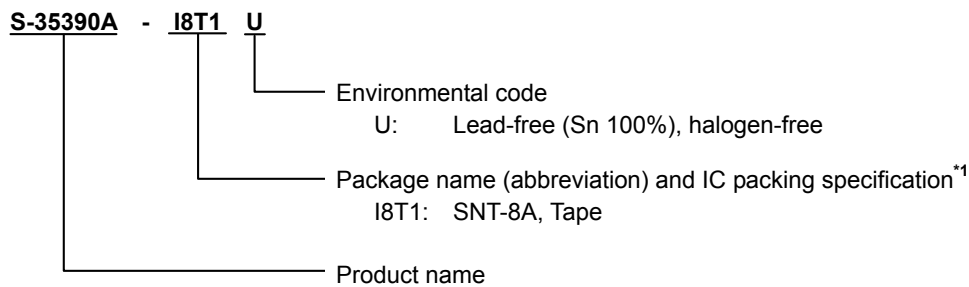 S-35390A - I8T1 U
Environmental code
U: Lead-free (Sn 100%), halogen-free
Package name (abbreviation) and IC packing specification*1
I8T1: SNT-8A, Tape
Product name